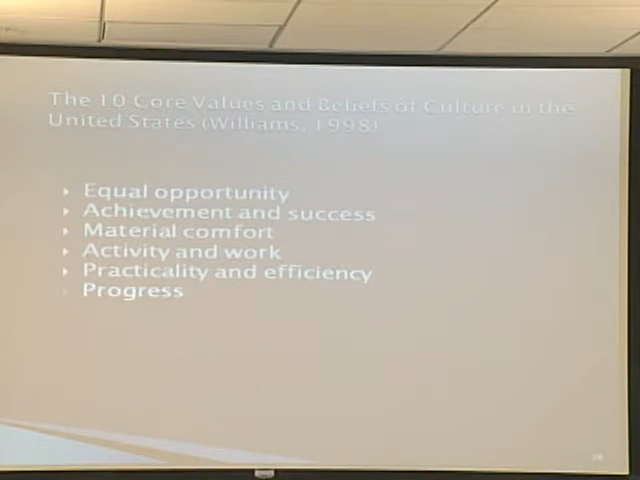 The 10 Core Values and Beliefs of Culture in the
United States (Williams, 1998)
Equal opportunity
Achievement and success
Material comfort
Activity and work
Practicality and efficiency
Progress